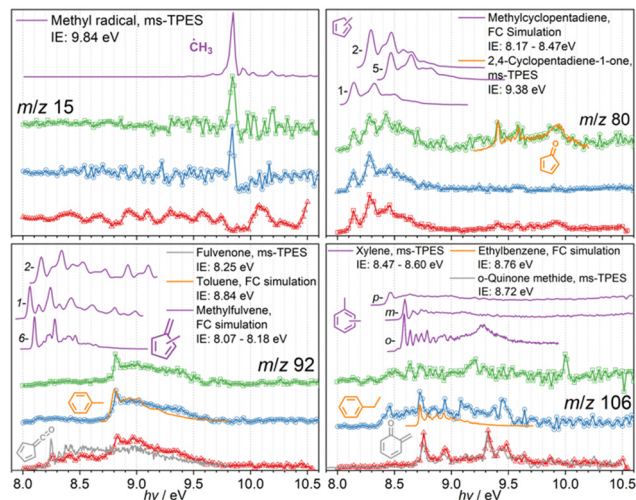 Methyl radical, ms-TPES
IE: 9.84 eV
ĊH₃
m/z 15
Methylcyclopentadiene,
FC Simulation
IE: 8.17 - 8.47eV
2,4-Cyclopentadiene-1-one,
ms-TPES
IE: 9.38 eV
2-
5-
1-
m/z 80
O
Fulvenone, ms-TPES
IE: 8.25 eV
Toluene, FC simulation
IE: 8.84 eV
Methylfulvene,
FC simulation
IE: 8.07 - 8.18 eV
2-
1-
6-
m/z 92
C=O
8.0 8.5 9.0 9.5 10.0 10.5
hν / eV
Xylene, ms-TPES
IE: 8.47 - 8.60 eV
Ethylbenzene, FC simulation
IE: 8.76 eV
o-Quinone methide, ms-TPES
IE: 8.72 eV
p-
m-
o-
m/z 106
O
8.0 8.5 9.0 9.5 10.0 10.5
hν / eV